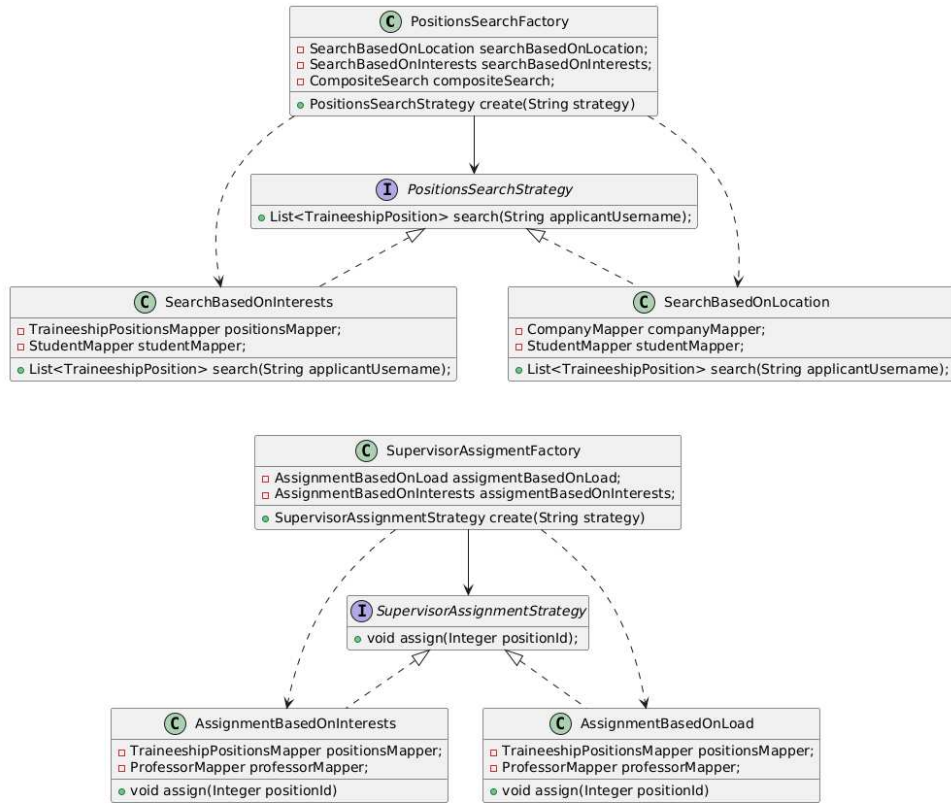 C PositionsSearchFactory
SearchBasedOnLocation searchBasedOnLocation;
SearchBasedOnInterests searchBasedOnInterests;
CompositeSearch compositeSearch;
PositionsSearchStrategy create(String strategy)
I PositionsSearchStrategy
List<TraineeshipPosition> search(String applicantUsername);
C SearchBasedOnInterests
TraineeshipPositionsMapper positionsMapper;
StudentMapper studentMapper;
List<TraineeshipPosition> search(String applicantUsername);
C SearchBasedOnLocation
CompanyMapper companyMapper;
StudentMapper studentMapper;
List<TraineeshipPosition> search(String applicantUsername);
C SupervisorAssigmentFactory
AssignmentBasedOnLoad assigmentBasedOnLoad;
AssignmentBasedOnInterests assigmentBasedOnInterests;
SupervisorAssignmentStrategy create(String strategy)
I SupervisorAssignmentStrategy
void assign(Integer positionId);
C AssignmentBasedOnInterests
TraineeshipPositionsMapper positionsMapper;
ProfessorMapper professorMapper;
void assign(Integer positionId)
C AssignmentBasedOnLoad
TraineeshipPositionsMapper positionsMapper;
ProfessorMapper professorMapper;
void assign(Integer positionId)